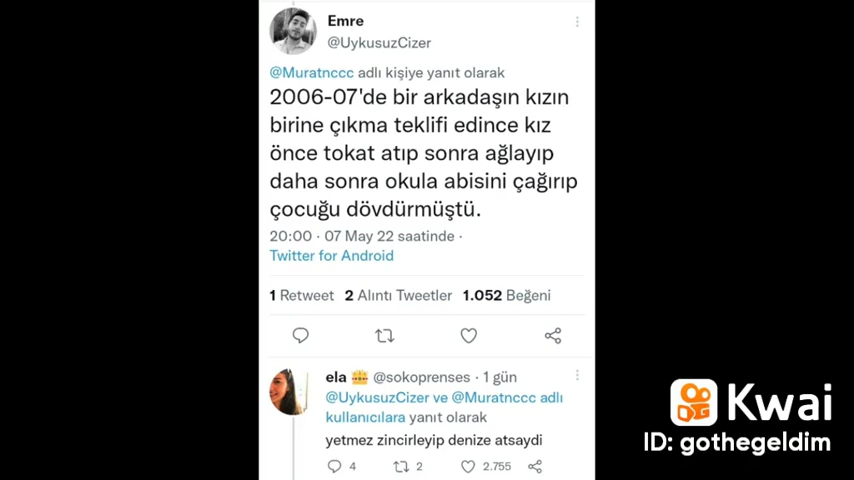 Emre
@UykusuzCizer
@Muratnccc adlı kişiye yanıt olarak
2006-07'de bir arkadaşın kızın
birine çıkma teklifi edince kız
önce tokat atıp sonra ağlayıp
daha sonra okula abisini çağırıp
çocuğu dövdürmüştü.
20:00 · 07 May 22 saatinde ·
Twitter for Android
1 Retweet 2 Alıntı Tweetler 1.052 Beğeni
ela 👑 @sokoprenses · 1 gün
@UykusuzCizer ve @Muratnccc adlı
kullanıcılara yanıt olarak
yetmez zincirleyip denize atsaydi
4 2 2.755
Kwai
ID: gothegeldim